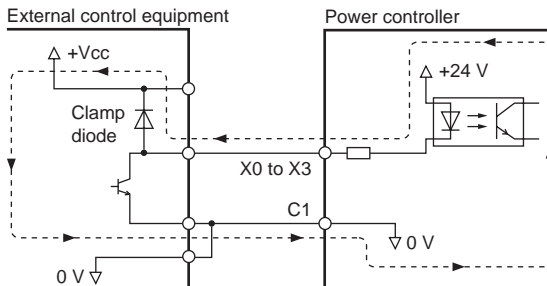 External control equipment
Power controller
+Vcc
+24 V
Clamp
diode
X0 to X3
C1
0 V
0 V